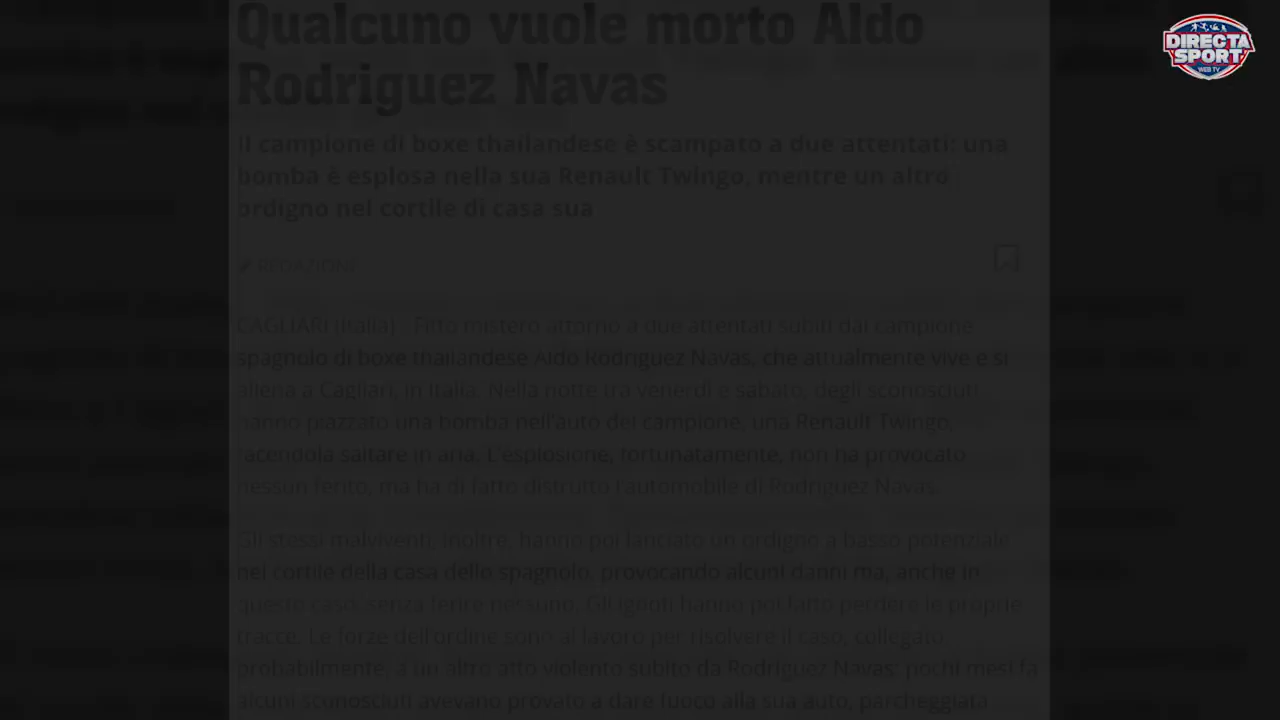 Qualcuno vuole morto Aldo
Rodriguez Navas
Il campione di boxe thailandese è scampato a due attentati: una
bomba è esplosa nella sua Renault Twingo, mentre un altro
ordigno nel cortile di casa sua
REDAZIONE
CAGLIARI (Italia) - Fitto mistero attorno a due attentati subiti dal campione
spagnolo di boxe thailandese Aldo Rodriguez Navas, che attualmente vive e si
allena a Cagliari, in Italia. Nella notte tra venerdì e sabato, degli sconosciuti
hanno piazzato una bomba nell'auto del campione, una Renault Twingo,
facendola saltare in aria. L'esplosione, fortunatamente, non ha provocato
nessun ferito, ma ha di fatto distrutto l'automobile di Rodriguez Navas.
Gli stessi malviventi, inoltre, hanno poi lanciato un ordigno a basso potenziale
nel cortile della casa dello spagnolo, provocando alcuni danni ma, anche in
questo caso, senza ferire nessuno. Gli ignoti hanno poi fatto perdere le proprie
tracce. Le forze dell'ordine sono al lavoro per risolvere il caso, collegato
probabilmente, a un altro atto violento subito da Rodriguez Navas: pochi mesi fa
alcuni sconosciuti avevano provato a dare fuoco alla sua auto, parcheggiata
DIRECTA
SPORT
WEB TV